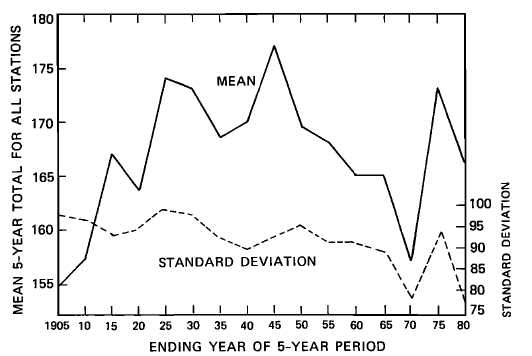 180
175
170
165
160
155
MEAN 5-YEAR TOTAL FOR ALL STATIONS
MEAN
STANDARD DEVIATION
100
95
90
85
80
75
STANDARD DEVIATION
1905 10 15 20 25 30 35 40 45 50 55 60 65 70 75 80
ENDING YEAR OF 5-YEAR PERIOD